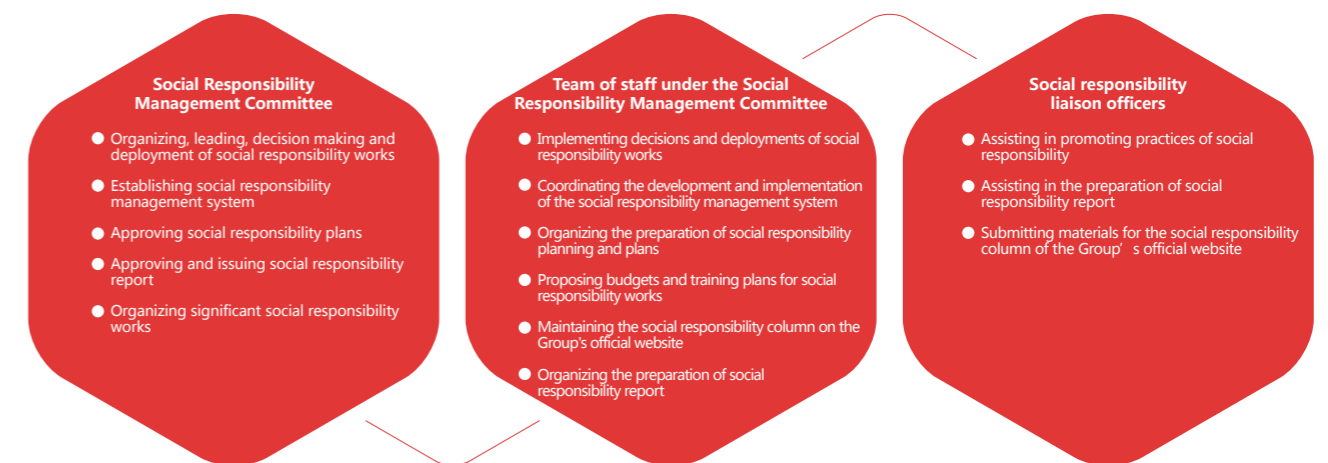 Social Responsibility
Management Committee
● Organizing, leading, decision making and
deployment of social responsibility works
● Establishing social responsibility
management system
● Approving social responsibility plans
● Approving and issuing social responsibility
report
● Organizing significant social responsibility
works
Team of staff under the Social
Responsibility Management Committee
● Implementing decisions and deployments of social
responsibility works
● Coordinating the development and implementation
of the social responsibility management system
● Organizing the preparation of social responsibility
planning and plans
● Proposing budgets and training plans for social
responsibility works
● Maintaining the social responsibility column on the
Group's official website
● Organizing the preparation of social
responsibility report
Social responsibility
liaison officers
● Assisting in promoting practices of social
responsibility
● Assisting in the preparation of social
responsibility report
● Submitting materials for the social responsibility
column of the Group’s official website